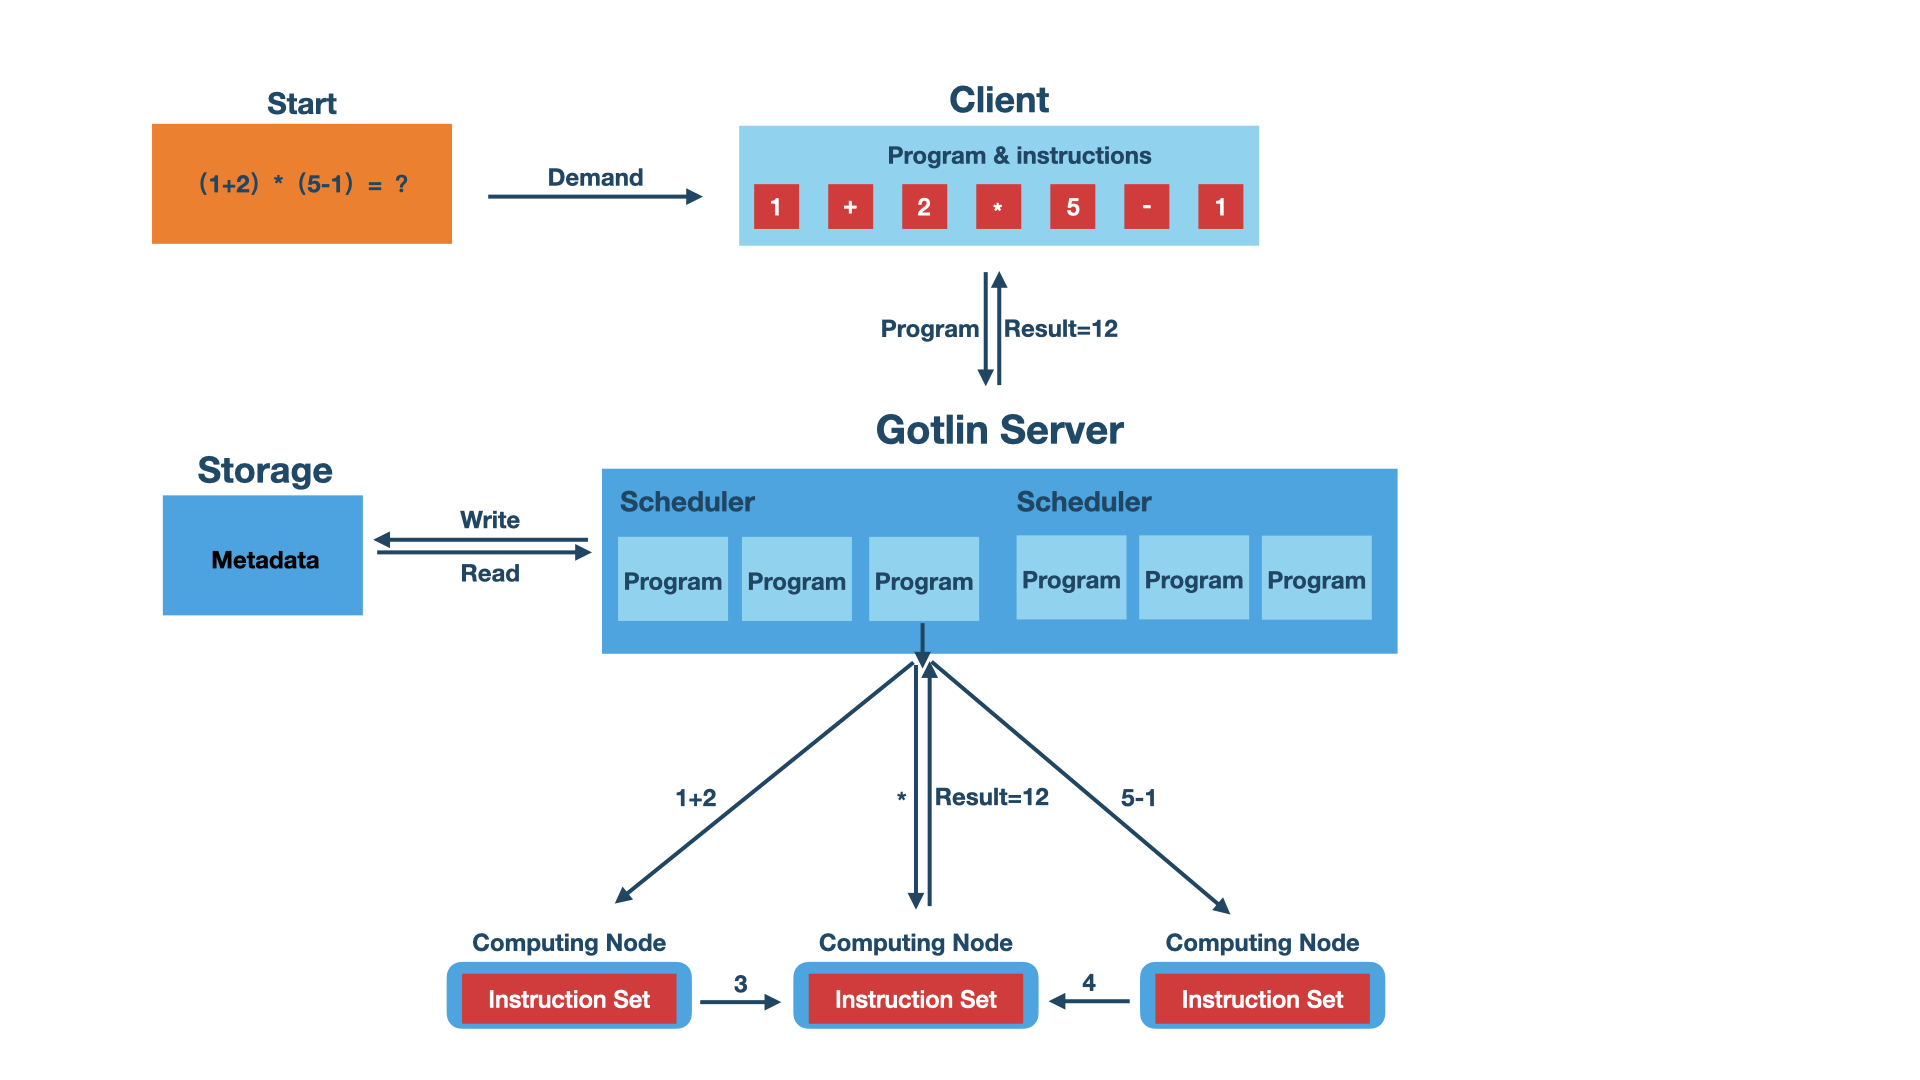 Start
(1+2) * (5-1) = ?
Demand
Client
Program & instructions
1 + 2 * 5 - 1
Program
Result=12
Gotlin Server
Storage
Metadata
Write
Read
Scheduler
Program Program Program
Scheduler
Program Program Program
1+2
*
Result=12
5-1
Computing Node
Instruction Set
3
Computing Node
Instruction Set
4
Computing Node
Instruction Set